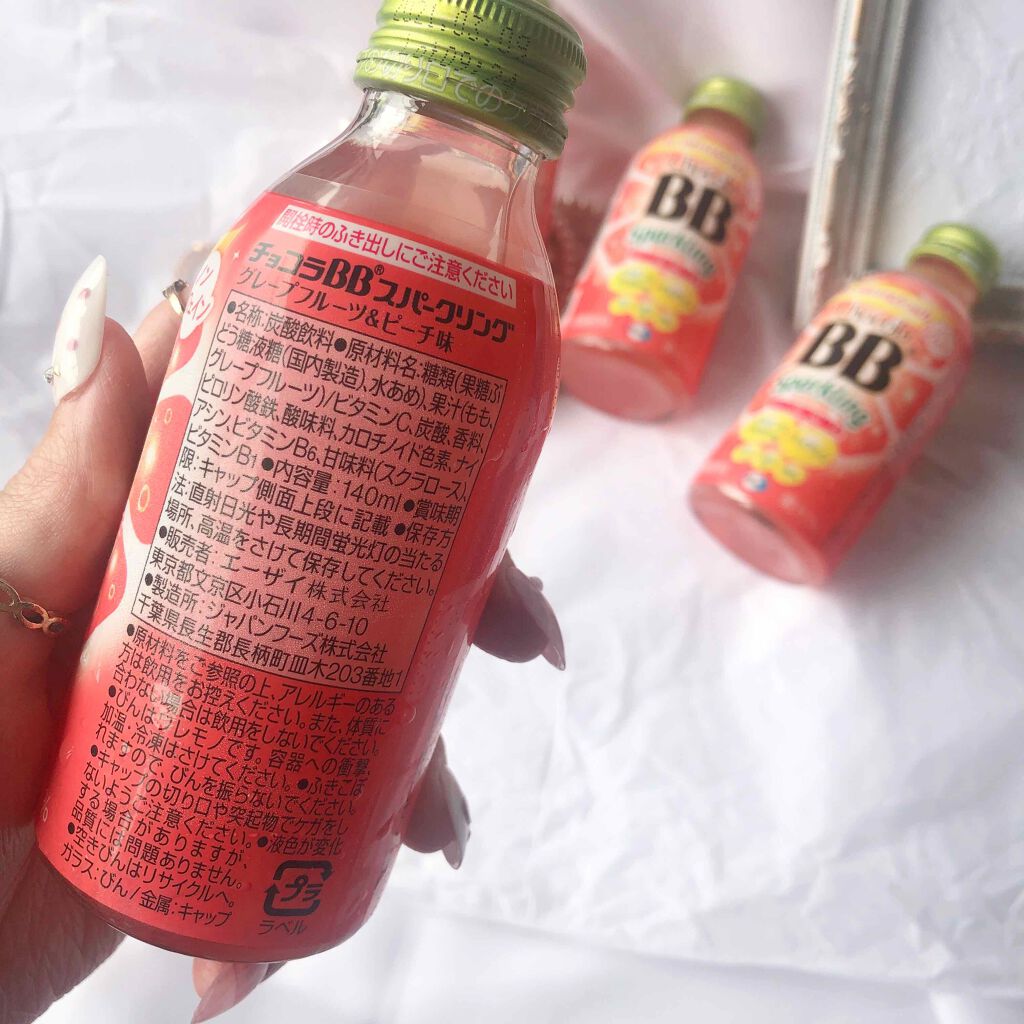 開栓時のふき出しにご注意ください
チョコラBB®スパークリング
グレープフルーツ&ピーチ味
●名称:炭酸飲料●原材料名:糖類(果糖ぶ
どう糖液糖(国内製造)、水あめ)、果汁(もも、
グレープフルーツ)/ビタミンC、炭酸、香料、
ピロリン酸鉄、酸味料、カロチノイド色素、ナイ
アシン、ビタミンB6、甘味料(スクラロース)、
ビタミンB1●内容量:140ml●賞味期
限:キャップ側面上段に記載●保存方
法:直射日光や長期間蛍光灯の当たる
場所、高温をさけて保存してください。
●販売者:エーザイ株式会社
東京都文京区小石川4-6-10
●製造所:ジャパンフーズ株式会社
千葉県長生郡長柄町皿木203番地1
●原材料をご参照の上、アレルギーのある
方は飲用をお控えください。また、体質に
合わない場合は飲用をしないでください。
●びんはワレモノです。容器への衝撃、
加温・冷凍はさけてください。●ふきこぼ
れますので、びんを振らないでください。
●キャップの切り口や突起物でケガをし
ないようご注意ください。●液色が変化
する場合がありますが、
品質には問題ありません。
●空きびんはリサイクルへ。
ガラス:びん/金属:キャップ
プラ
ラベル
BB
Sparkling
BB
Sparkling